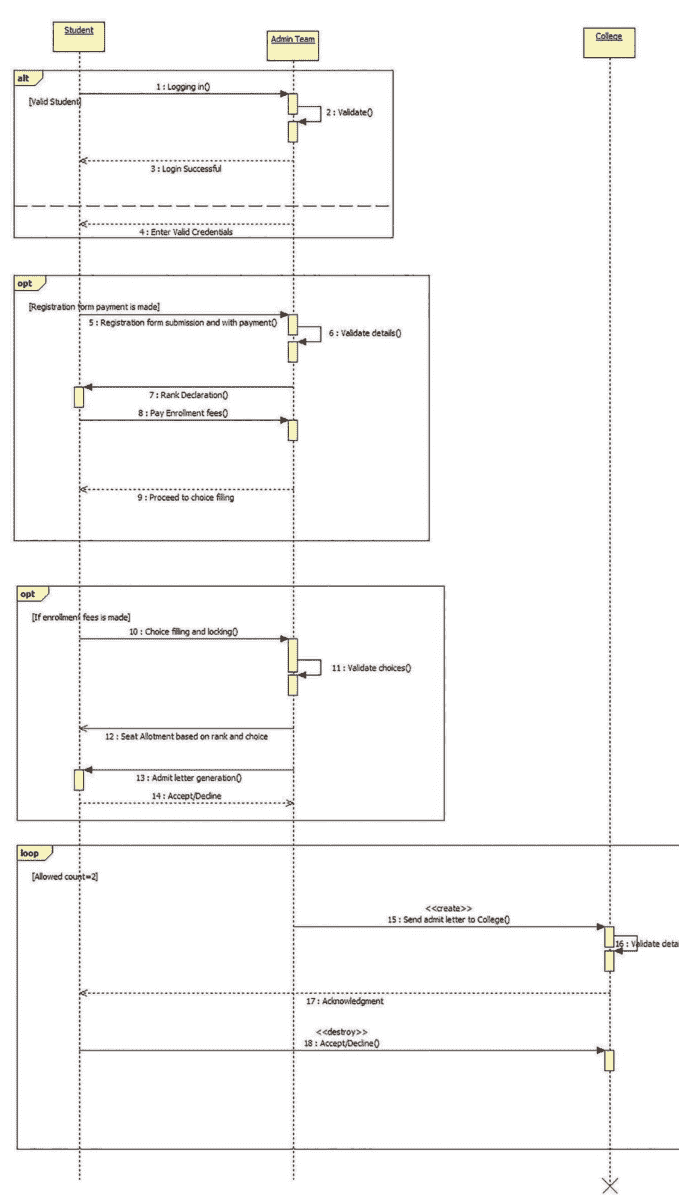 Student
Admin Team
College
alt
1 : Logging in()
[Valid Student]
2 : Validate()
3 : Login Successful
4 : Enter Valid Credentials
opt
[Registration form payment is made]
5 : Registration form submission and with payment()
6 : Validate details()
7 : Rank Declaration()
8 : Pay Enrolment fees()
9 : Proceed to choice filing
opt
[If enrollment fees is made]
10 : Choice filling and locking()
11 : Validate choices()
12 : Seat Allotment based on rank and choice
13 : Admit letter generation()
14 : Accept/Decline
loop
[Allowed count=2]
<<create>>
15 : Send admit letter to College()
16 : Validate detai
17 : Acknowledgment
<<destroy>>
18 : Accept/Decline()